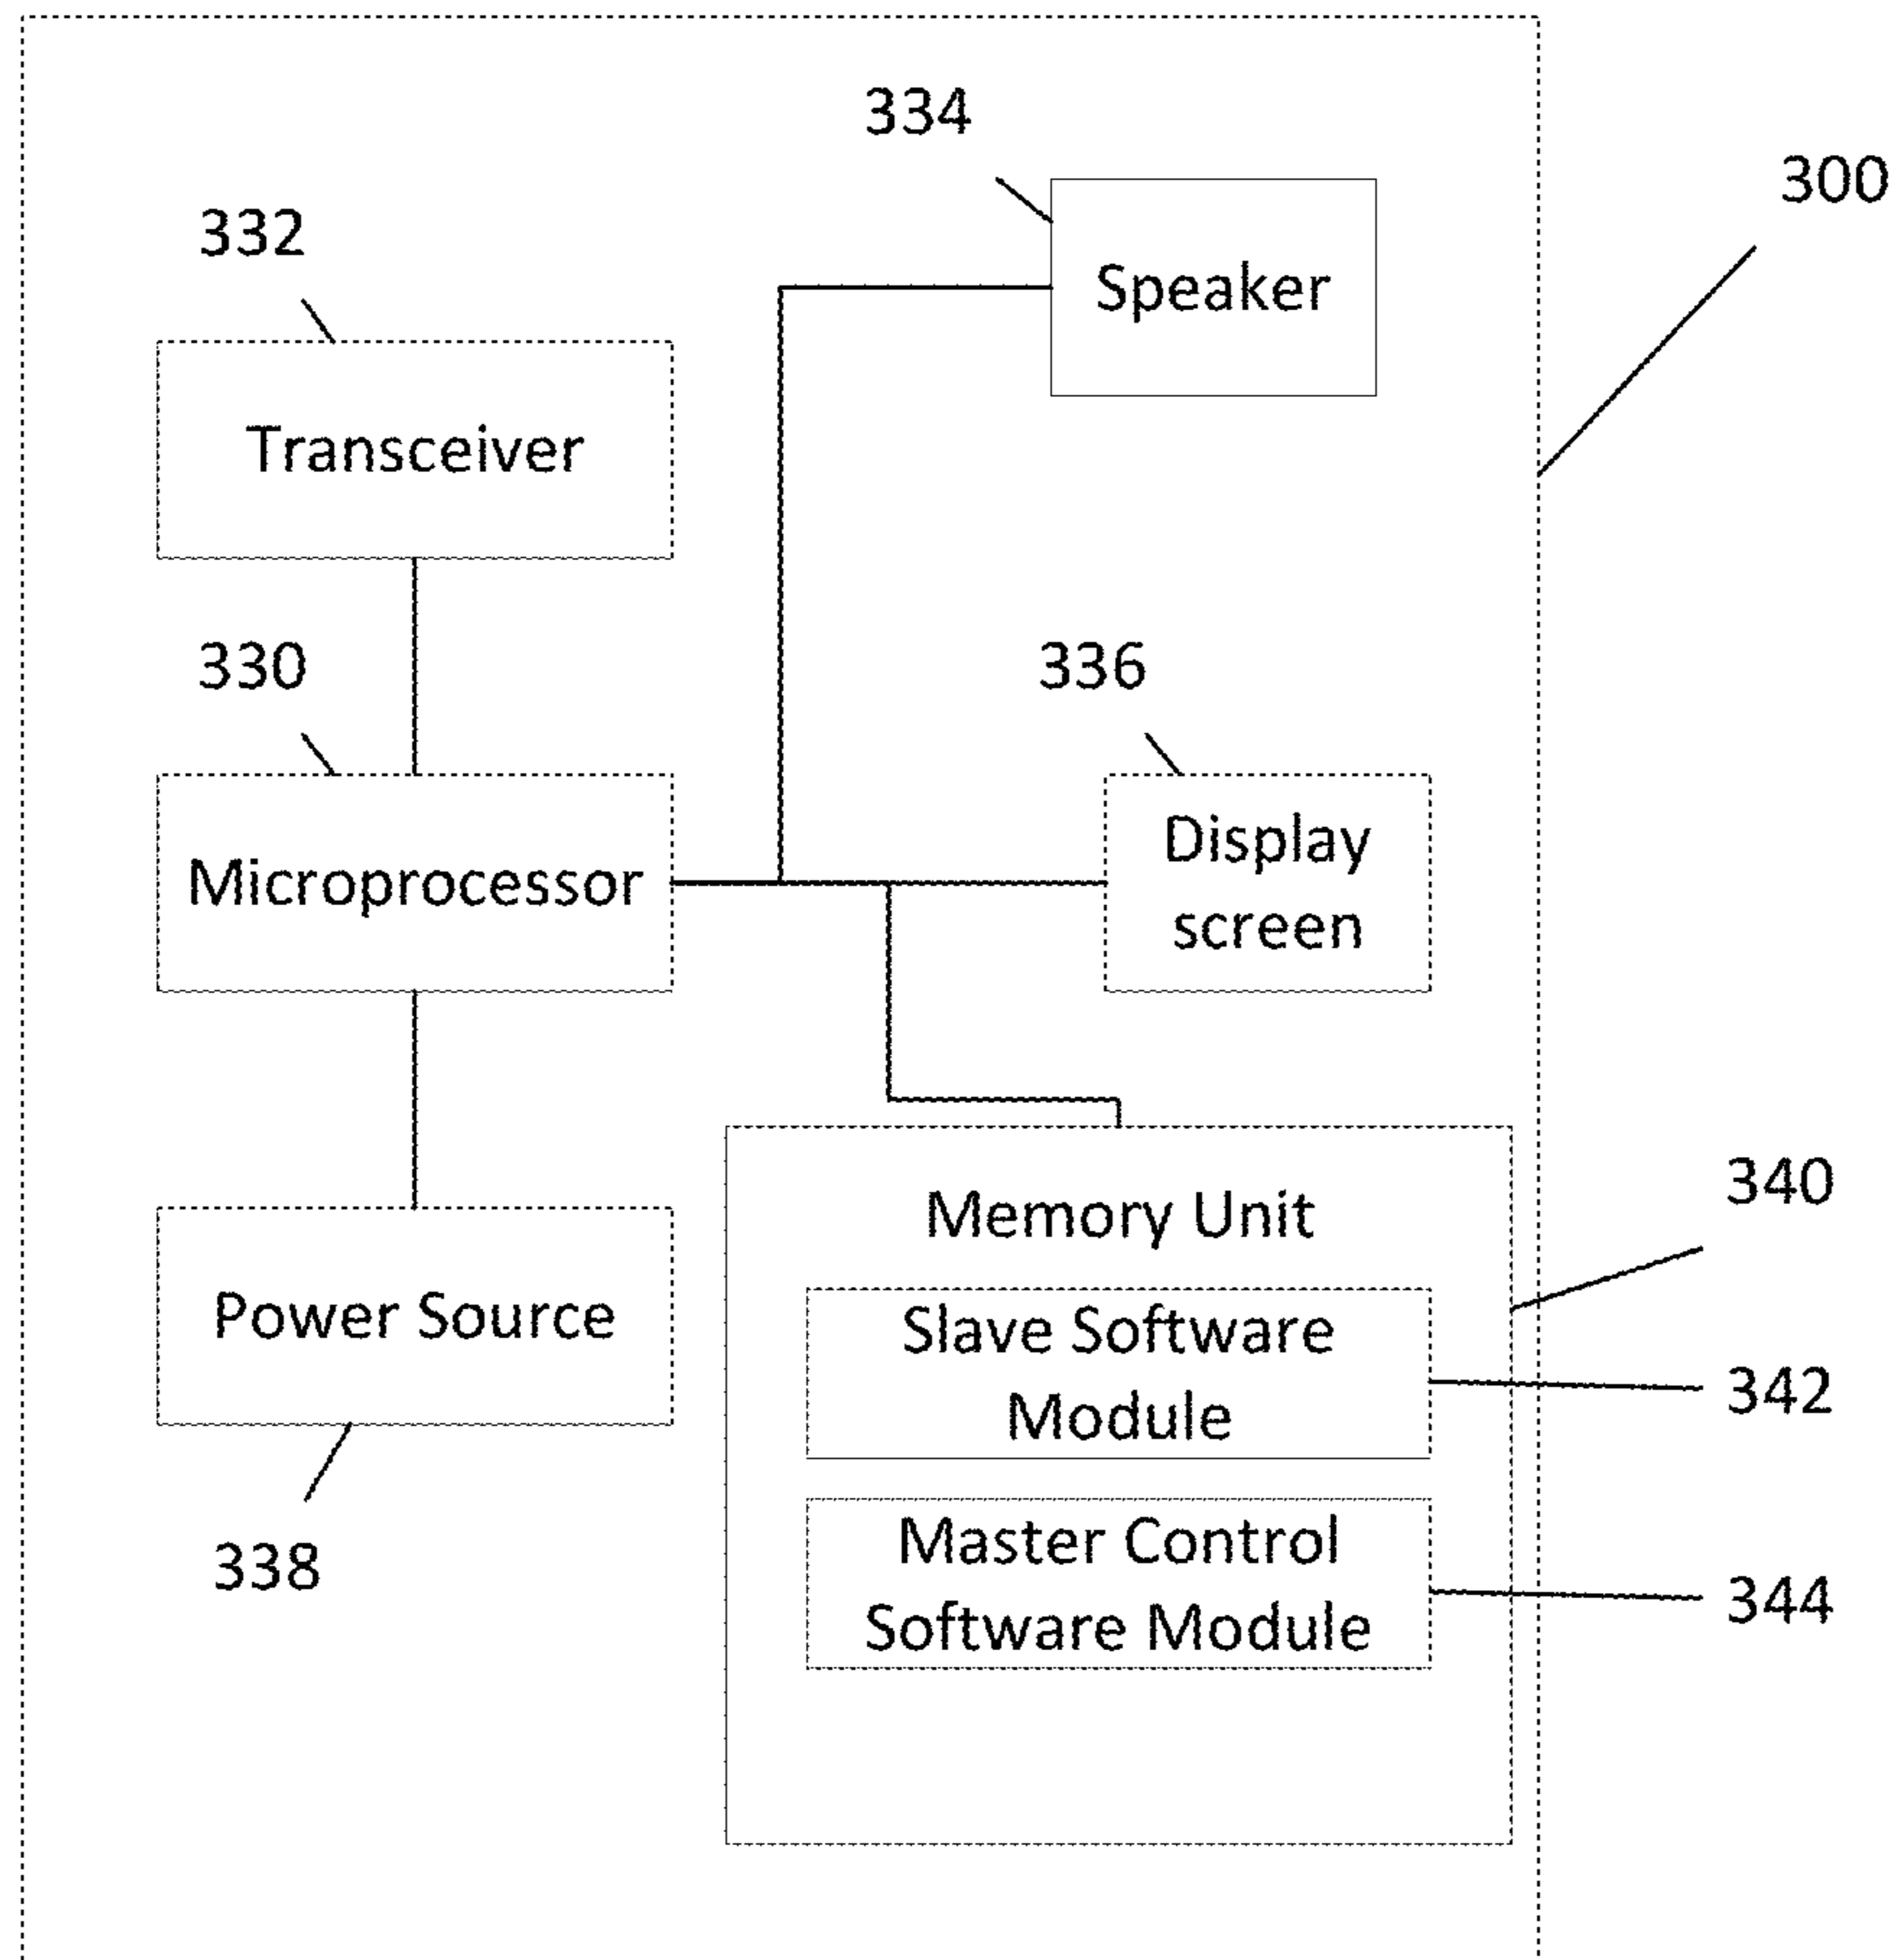 334
300
Speaker
332
Transceiver
330
336
Microprocessor
Display
screen
340
Memory Unit
Power Source
Slave Software
Module
342
338
Master Control
Software Module
344